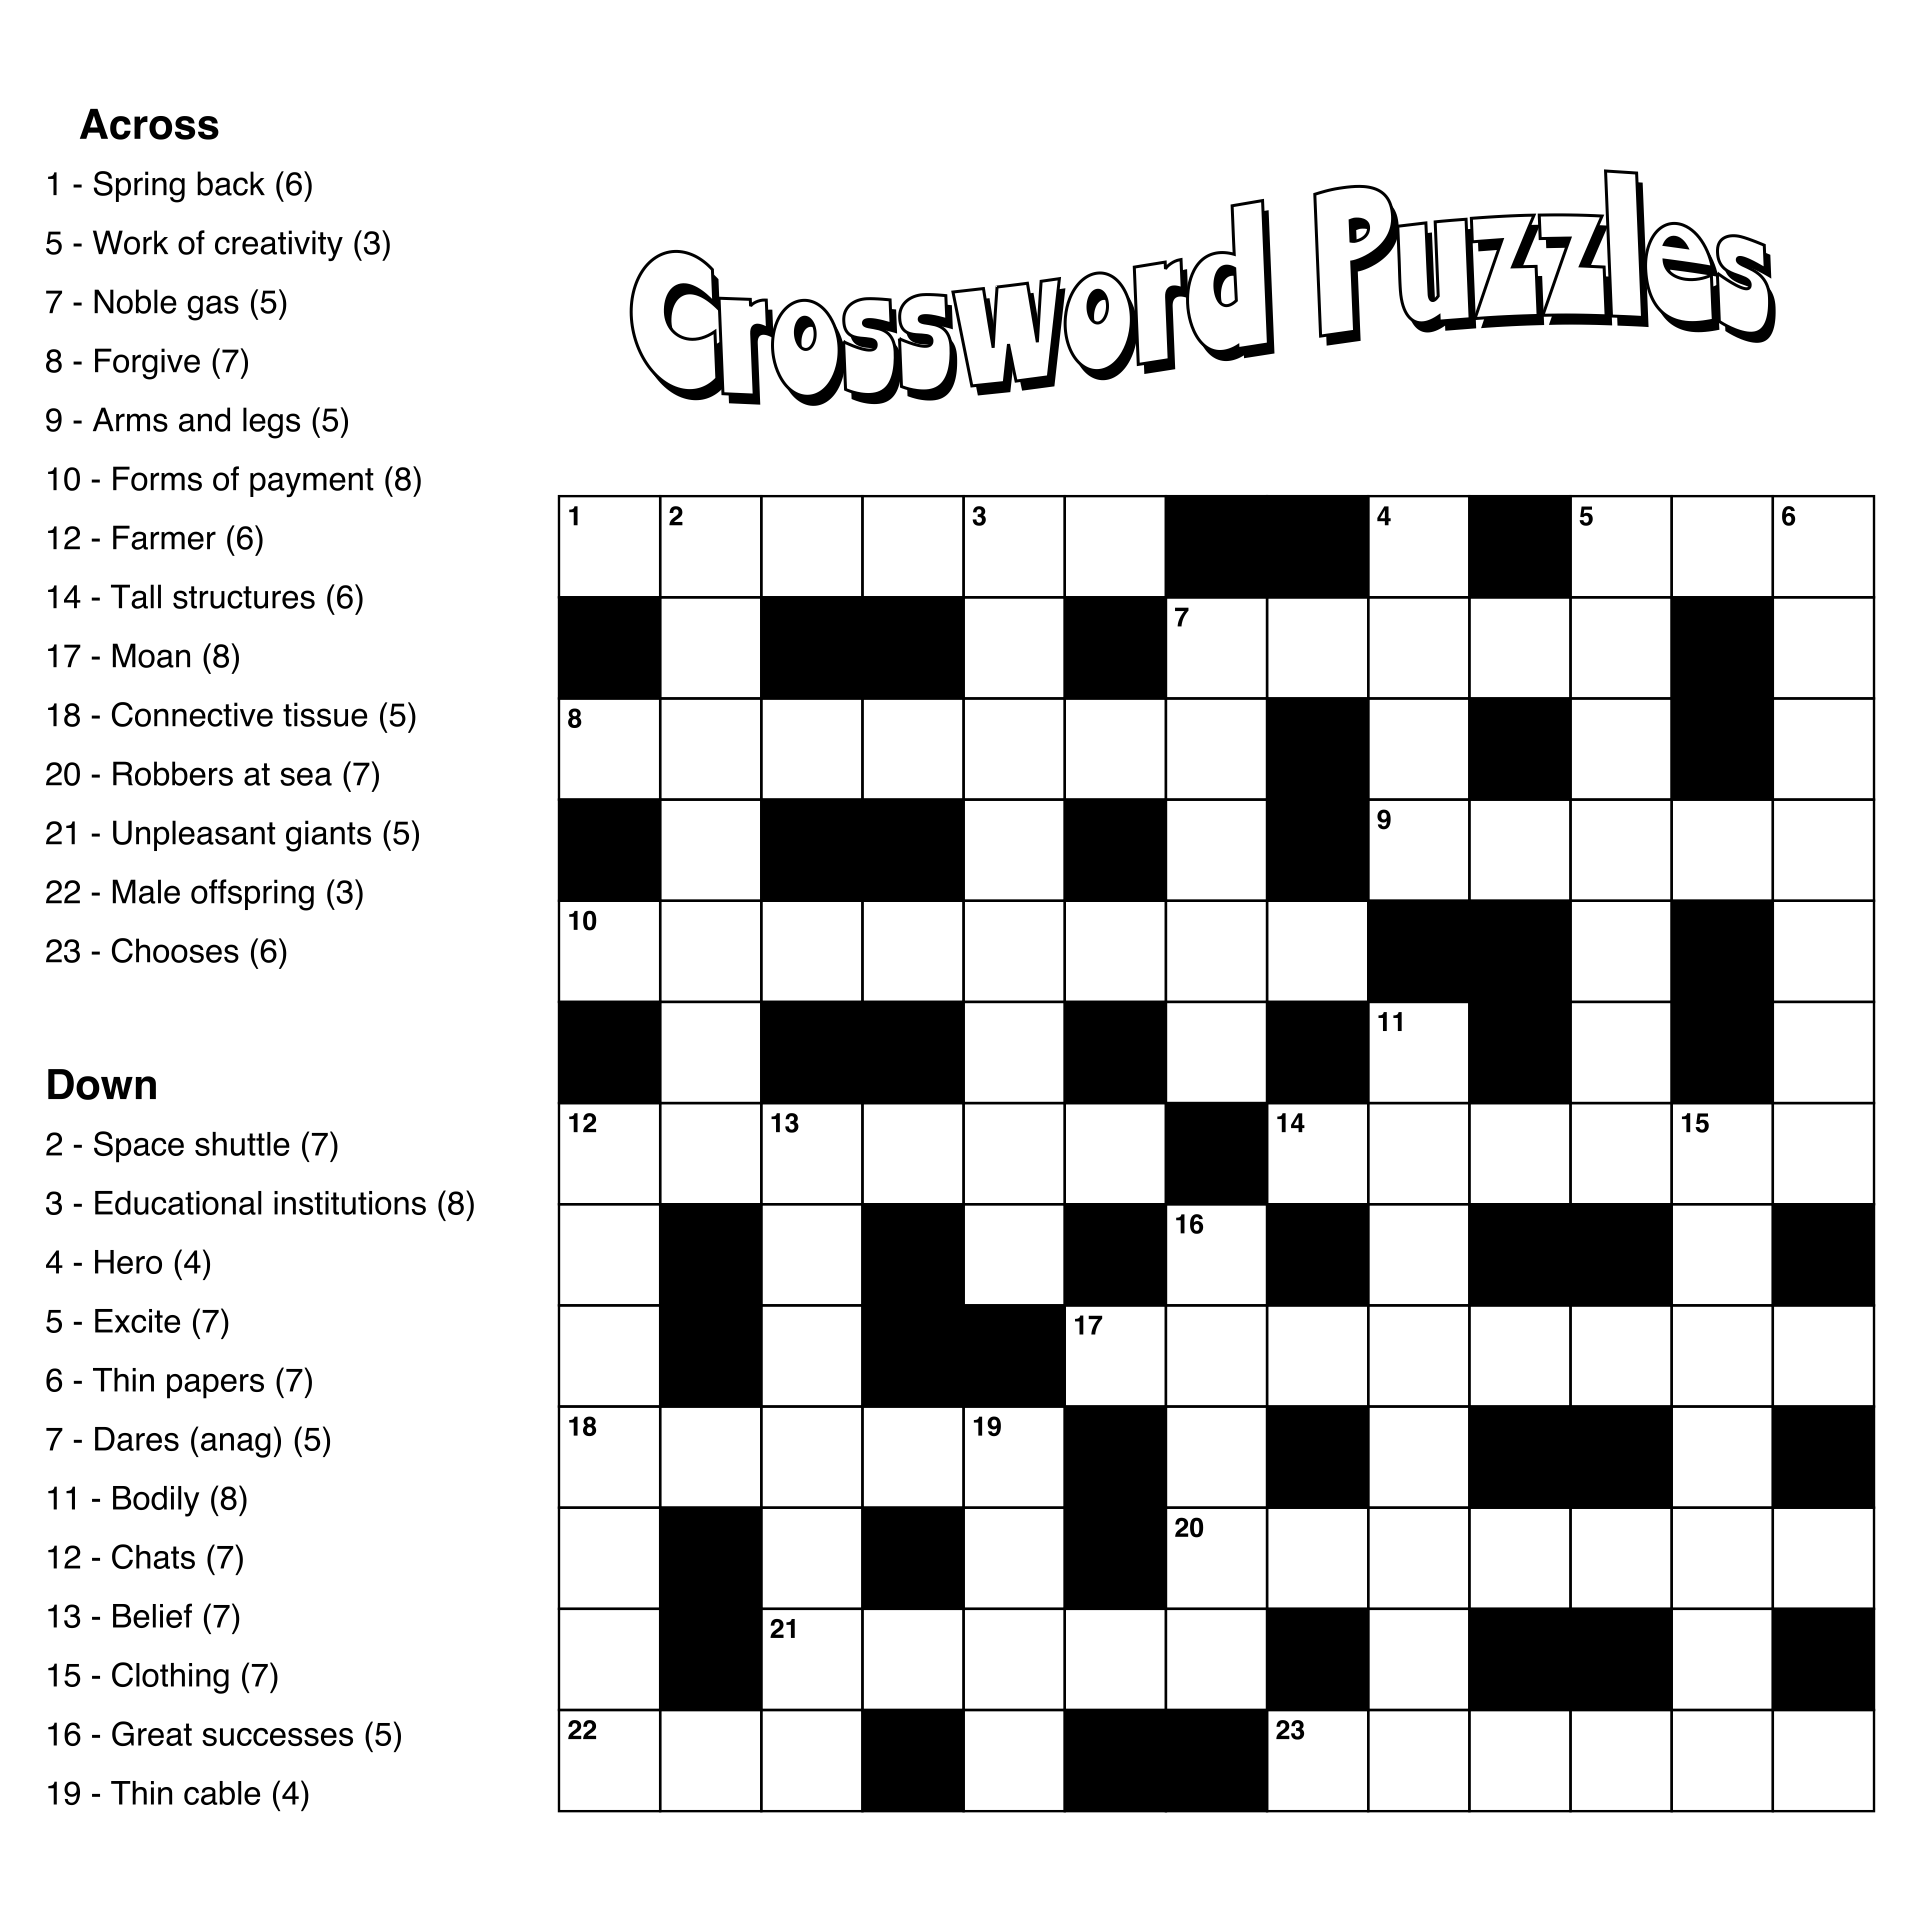 Across
1 - Spring back (6)
5 - Work of creativity (3)
7 - Noble gas (5)
8 - Forgive (7)
9 - Arms and legs (5)
10 - Forms of payment (8)
12 - Farmer (6)
14 - Tall structures (6)
17 - Moan (8)
18 - Connective tissue (5)
20 - Robbers at sea (7)
21 - Unpleasant giants (5)
22 - Male offspring (3)
23 - Chooses (6)
Down
2 - Space shuttle (7)
3 - Educational institutions (8)
4 - Hero (4)
5 - Excite (7)
6 - Thin papers (7)
7 - Dares (anag) (5)
11 - Bodily (8)
12 - Chats (7)
13 - Belief (7)
15 - Clothing (7)
16 - Great successes (5)
19 - Thin cable (4)
Crossword Puzzles
1 2 3 4 5 6
7
8
9
10
11
12 13 14 15
16
17
18 19
20
21
22 23